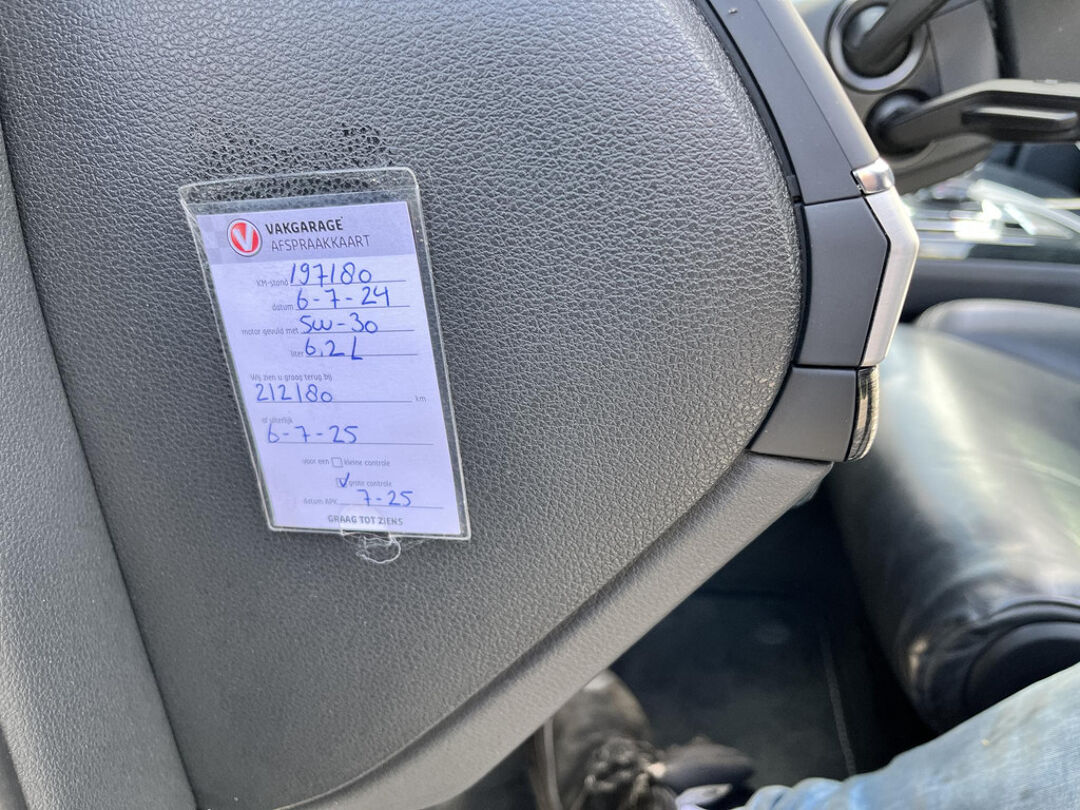 V VAKGARAGE
AFSPRAAKKAART
KM-stand 197180
datum 6-7-24
motor gevuld met 5W-30
liter 6,2 L
Wij zien u graag terug bij
212180 km
of uiterlijk
6-7-25
voor een kleine controle
grote controle
datum APK 7-25
GRAAG TOT ZIENS